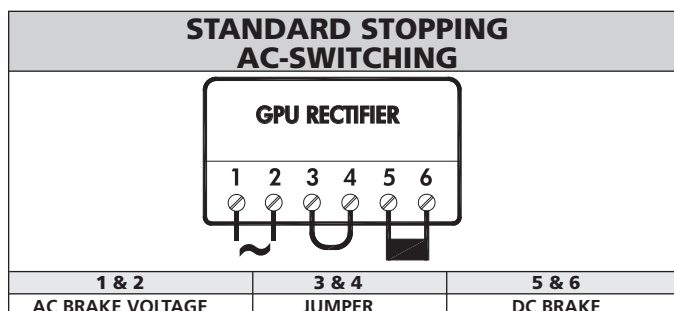 STANDARD STOPPING
AC-SWITCHING
GPU RECTIFIER
1 2 3 4 5 6
~
1 & 2 3 & 4 5 & 6
AC BRAKE VOLTAGE JUMPER DC BRAKE